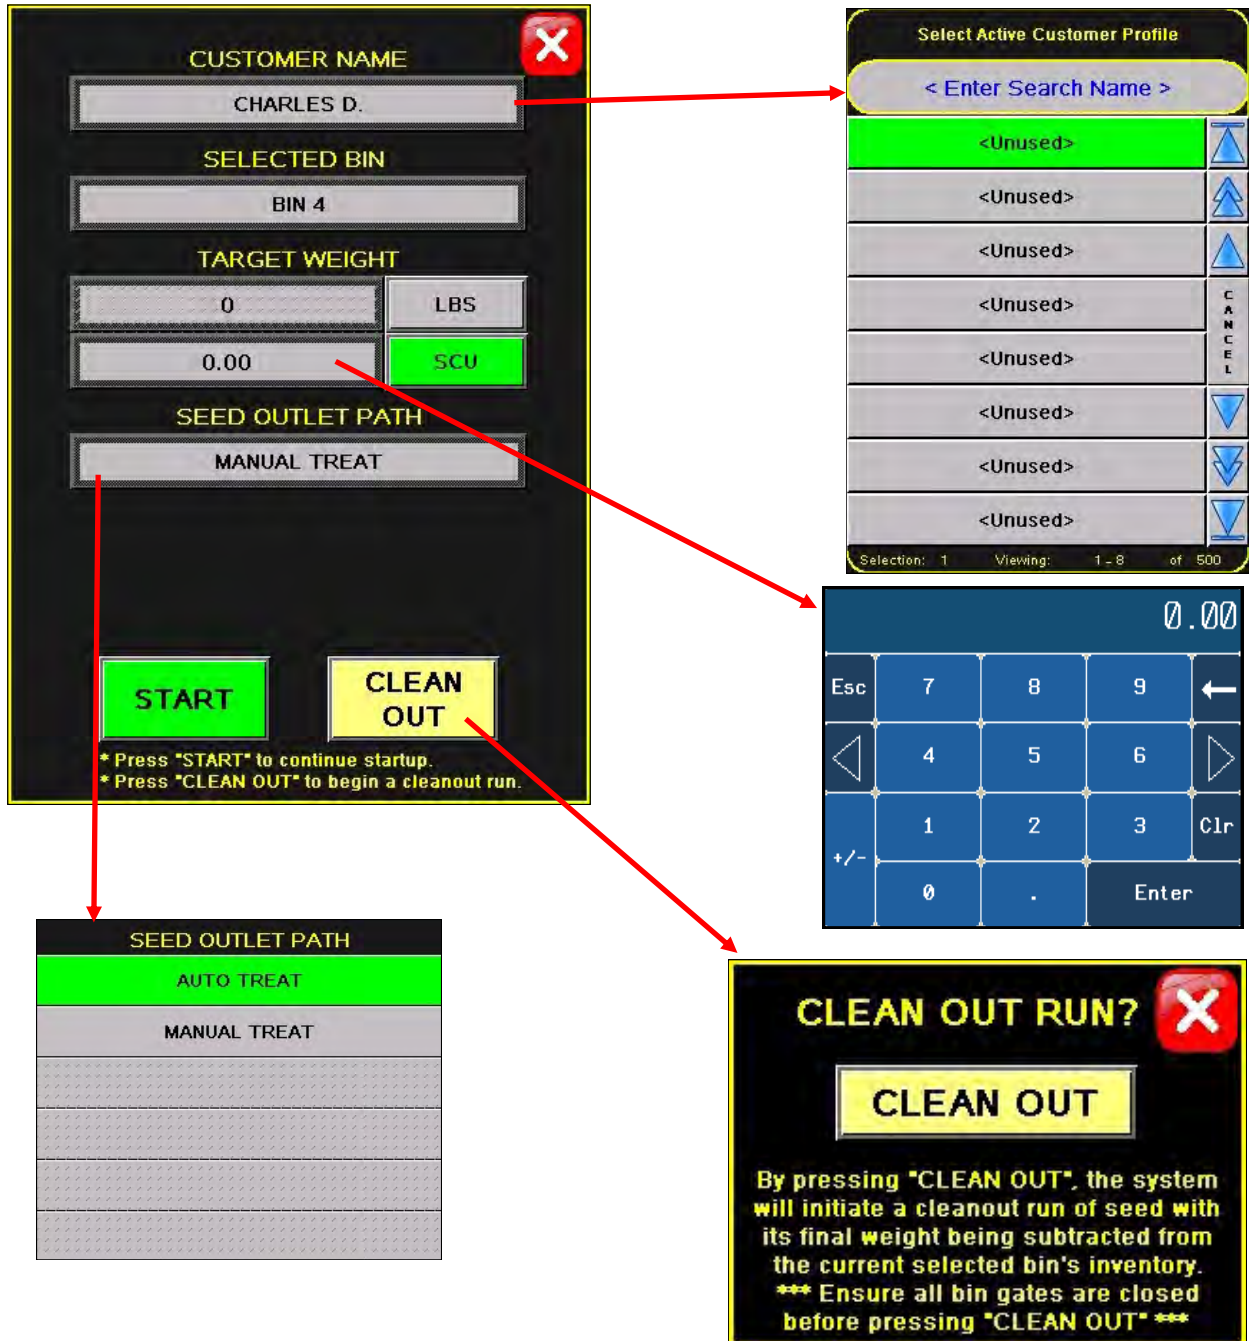 CUSTOMER NAME
CHARLES D.
SELECTED BIN
BIN 4
TARGET WEIGHT
0
LBS
0.00
SCU
SEED OUTLET PATH
MANUAL TREAT
START
CLEAN
OUT
* Press "START" to continue startup.
* Press "CLEAN OUT" to begin a cleanout run.
Select Active Customer Profile
< Enter Search Name >
<Unused>
<Unused>
<Unused>
<Unused>
<Unused>
<Unused>
<Unused>
<Unused>
CANCEL
Selection: 1 Viewing: 1 - 8 of 500
0.00
Esc 7 8 9
4 5 6
1 2 3 Clr
+/-
0 . Enter
SEED OUTLET PATH
AUTO TREAT
MANUAL TREAT
CLEAN OUT RUN?
CLEAN OUT
By pressing "CLEAN OUT", the system
will initiate a cleanout run of seed with
its final weight being subtracted from
the current selected bin's inventory.
*** Ensure all bin gates are closed
before pressing "CLEAN OUT" ***